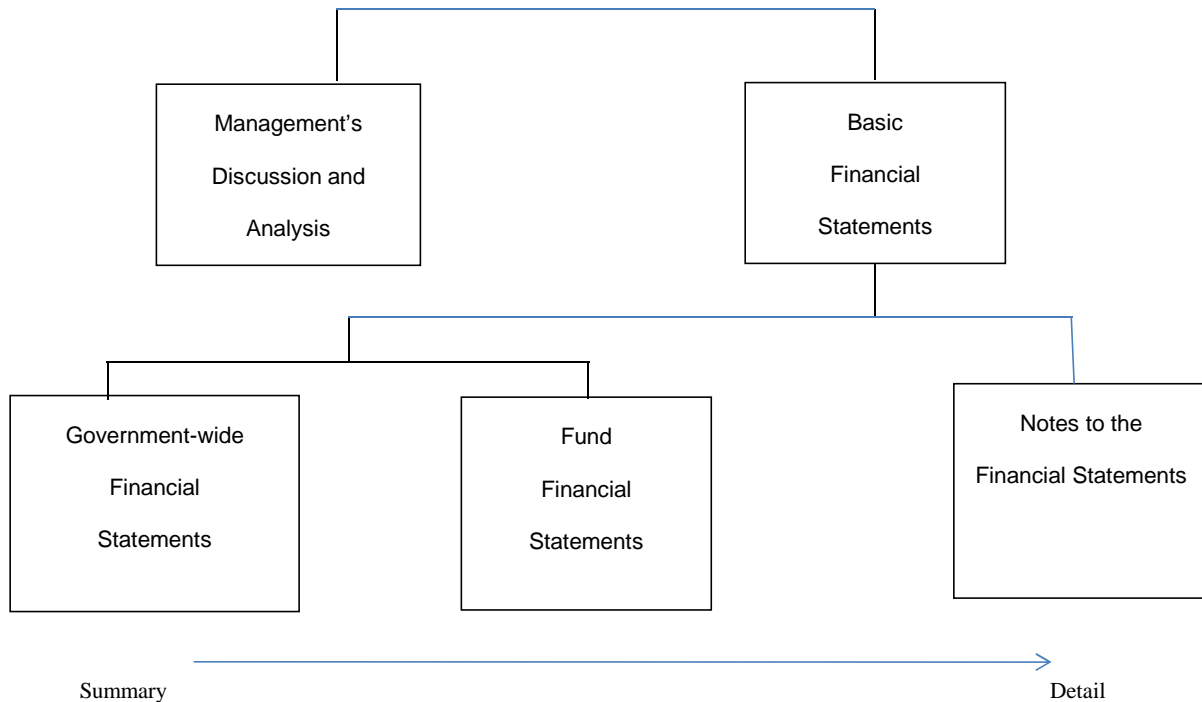 Management’s
Discussion and
Analysis
Basic
Financial
Statements
Government-wide
Financial
Statements
Fund
Financial
Statements
Notes to the
Financial Statements
Summary
Detail